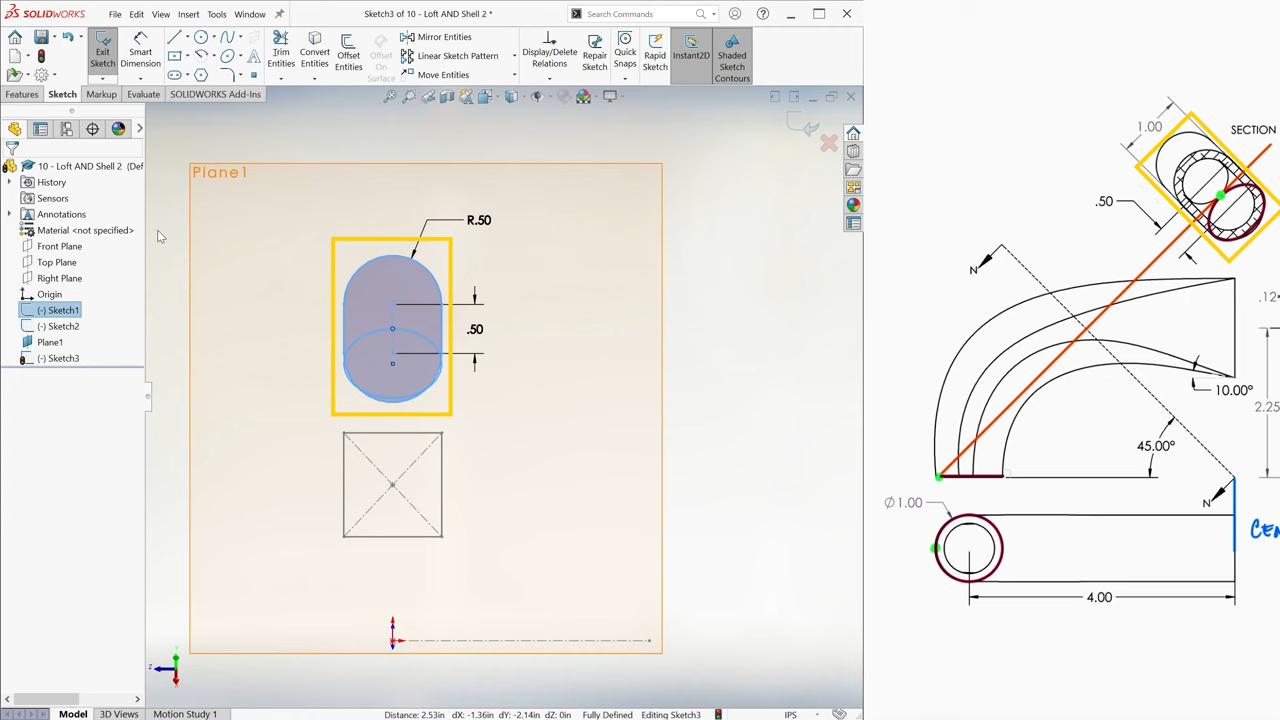 SOLIDWORKS
File Edit View Insert Tools Window
Sketch3 of 10 - Loft AND Shell 2 *
Search Commands
Exit Sketch
Smart Dimension
Trim Entities
Convert Entities
Offset Entities
Offset On Surface
Mirror Entities
Linear Sketch Pattern
Move Entities
Display/Delete Relations
Repair Sketch
Quick Snaps
Rapid Sketch
Instant2D
Shaded Sketch Contours
Features Sketch Markup Evaluate SOLIDWORKS Add-Ins
10 - Loft AND Shell 2 (Def
History
Sensors
Annotations
Material <not specified>
Front Plane
Top Plane
Right Plane
Origin
(-) Sketch1
(-) Sketch2
Plane1
(-) Sketch3
Plane1
R.50
.50
Y
Z
1.00
SECTION
.50
N
.12
10.00°
2.25
45.00°
N
Ø1.00
4.00
CEN
Model 3D Views Motion Study 1
Distance: 2.53in dX: -1.36in dY: -2.14in dZ: 0in Fully Defined Editing Sketch3 IPS